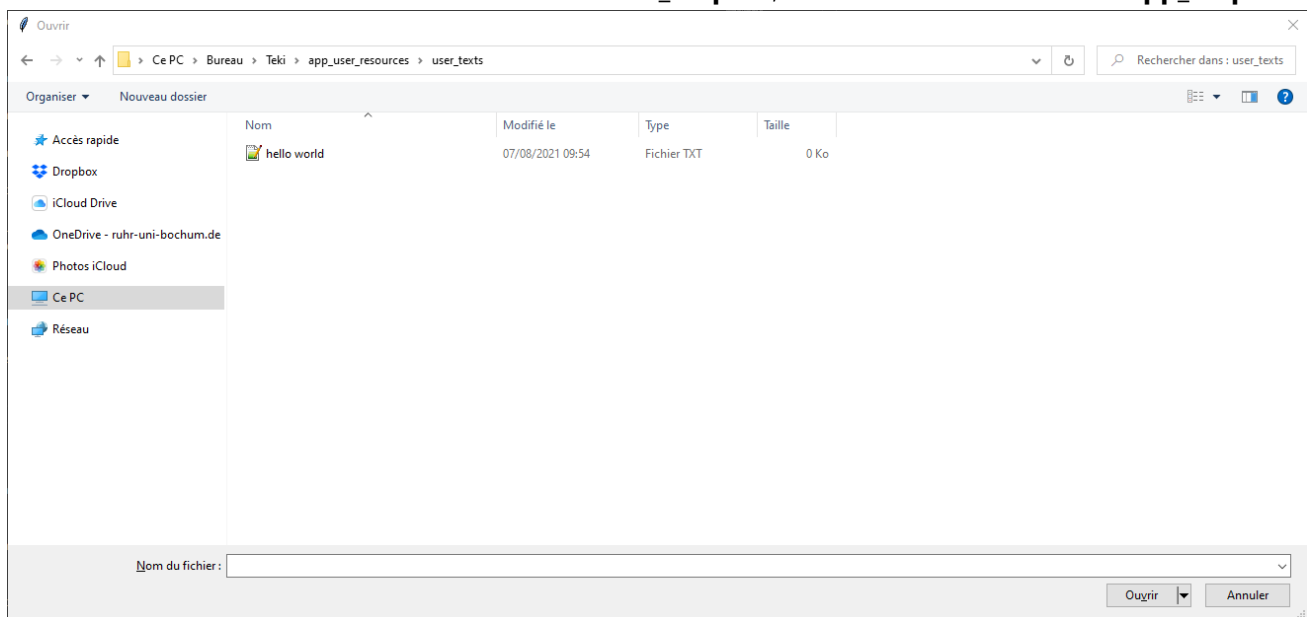 Ouvrir
Ce PC > Bureau > Teki > app_user_resources > user_texts
Rechercher dans : user_texts
Organiser
Nouveau dossier
Nom
Modifié le
Type
Taille
Accès rapide
hello world
07/08/2021 09:54
Fichier TXT
0 Ko
Dropbox
iCloud Drive
OneDrive - ruhr-uni-bochum.de
Photos iCloud
Ce PC
Réseau
Nom du fichier :
Ouvrir
Annuler